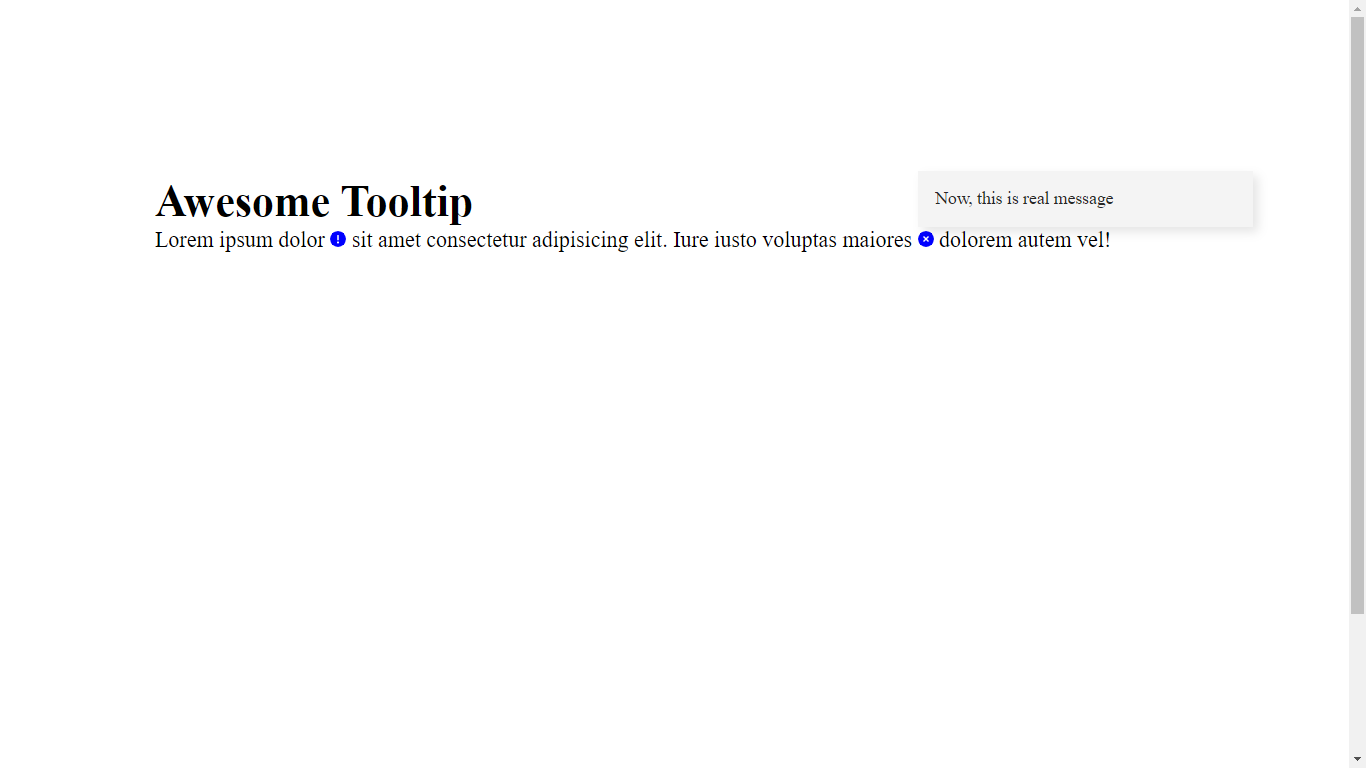 Now, this is real message
Awesome Tooltip
Lorem ipsum dolor ! sit amet consectetur adipisicing elit. Iure iusto voluptas maiores × dolorem autem vel!